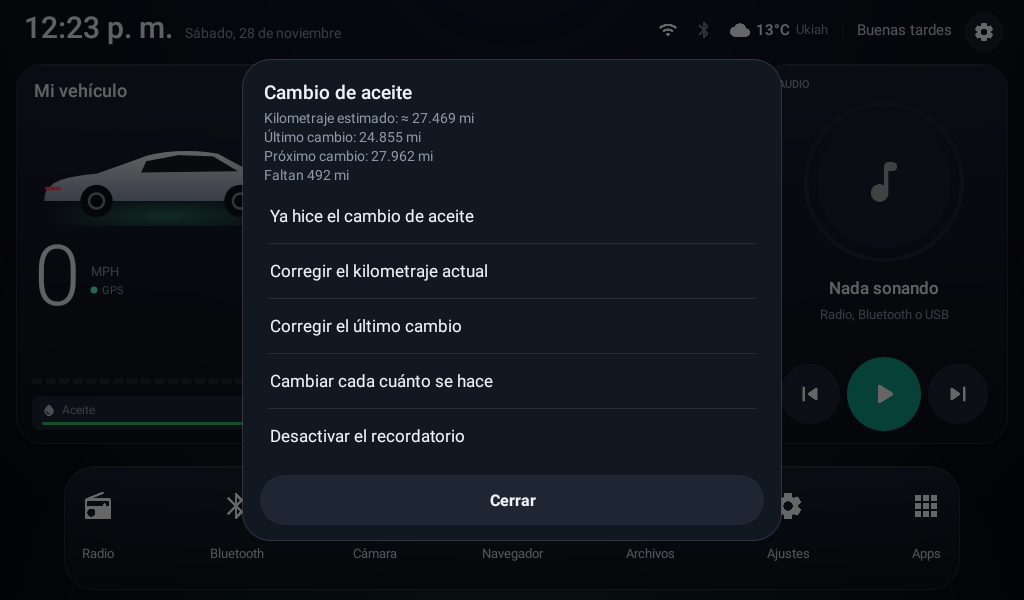 12:23 p. m.
Sábado, 28 de noviembre
13°C Ukiah
Buenas tardes
Mi vehículo
0
MPH
GPS
Aceite
Cambio de aceite
Kilometraje estimado: ≈ 27.469 mi
Último cambio: 24.855 mi
Próximo cambio: 27.962 mi
Faltan 492 mi
Ya hice el cambio de aceite
Corregir el kilometraje actual
Corregir el último cambio
Cambiar cada cuánto se hace
Desactivar el recordatorio
Cerrar
AUDIO
Nada sonando
Radio, Bluetooth o USB
Radio
Bluetooth
Cámara
Navegador
Archivos
Ajustes
Apps